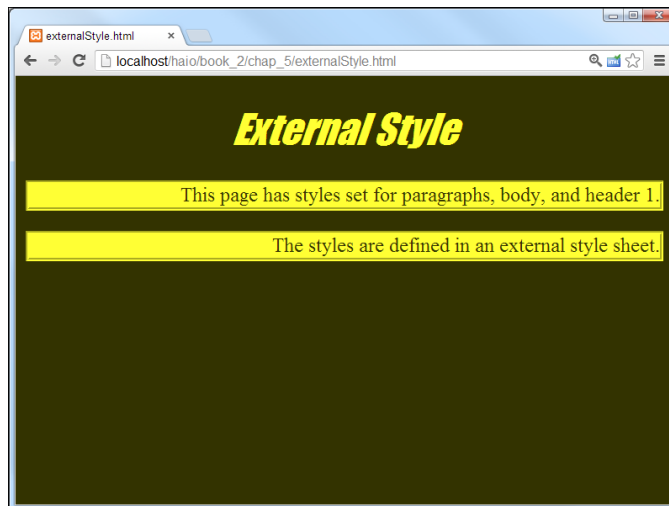 externalStyle.html
localhost/haio/book_2/chap_5/externalStyle.html
External Style
This page has styles set for paragraphs, body, and header 1.
The styles are defined in an external style sheet.